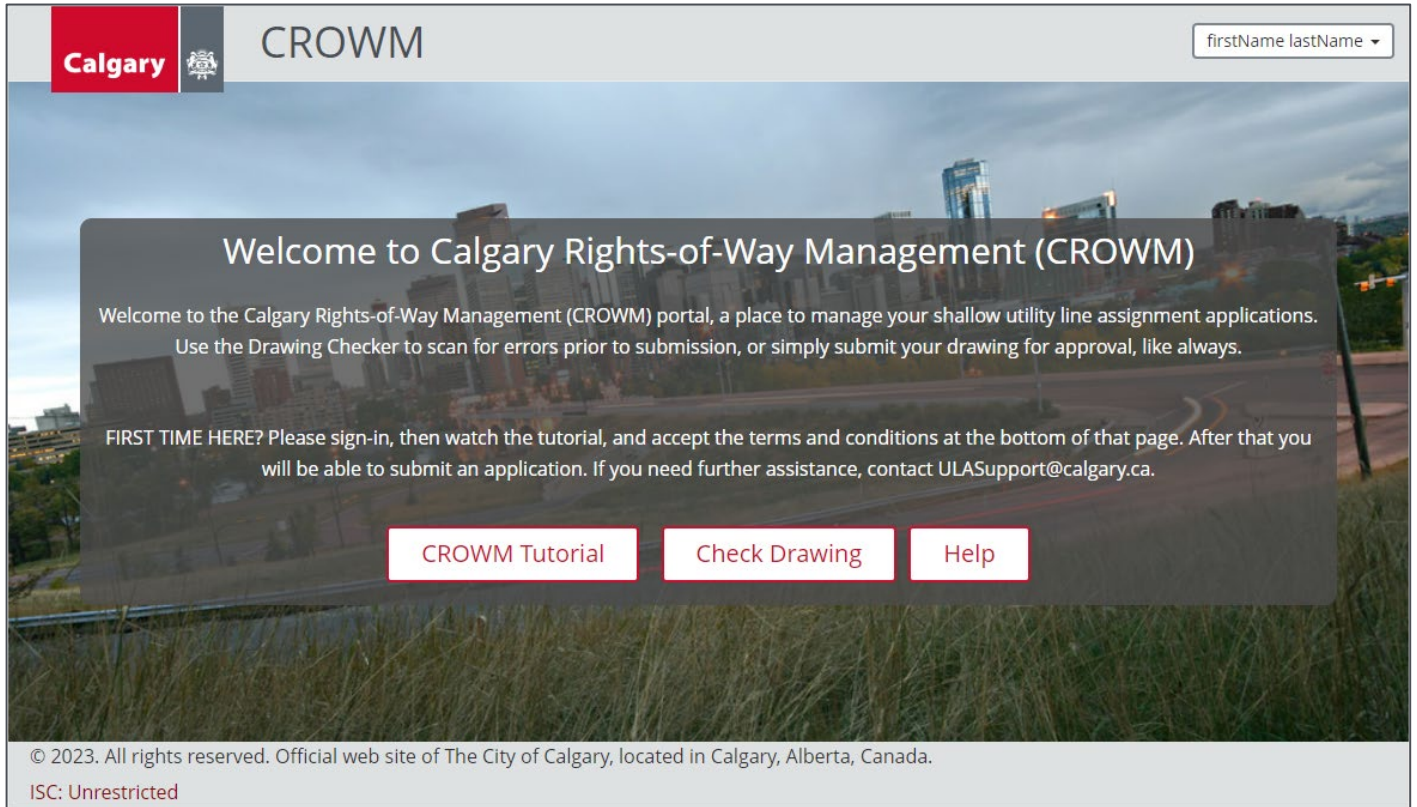 Calgary
CROWM
firstName lastName
Welcome to Calgary Rights-of-Way Management (CROWM)
Welcome to the Calgary Rights-of-Way Management (CROWM) portal, a place to manage your shallow utility line assignment applications.
Use the Drawing Checker to scan for errors prior to submission, or simply submit your drawing for approval, like always.
FIRST TIME HERE? Please sign-in, then watch the tutorial, and accept the terms and conditions at the bottom of that page. After that you
will be able to submit an application. If you need further assistance, contact ULASupport@calgary.ca.
CROWM Tutorial
Check Drawing
Help
© 2023. All rights reserved. Official web site of The City of Calgary, located in Calgary, Alberta, Canada.
ISC: Unrestricted